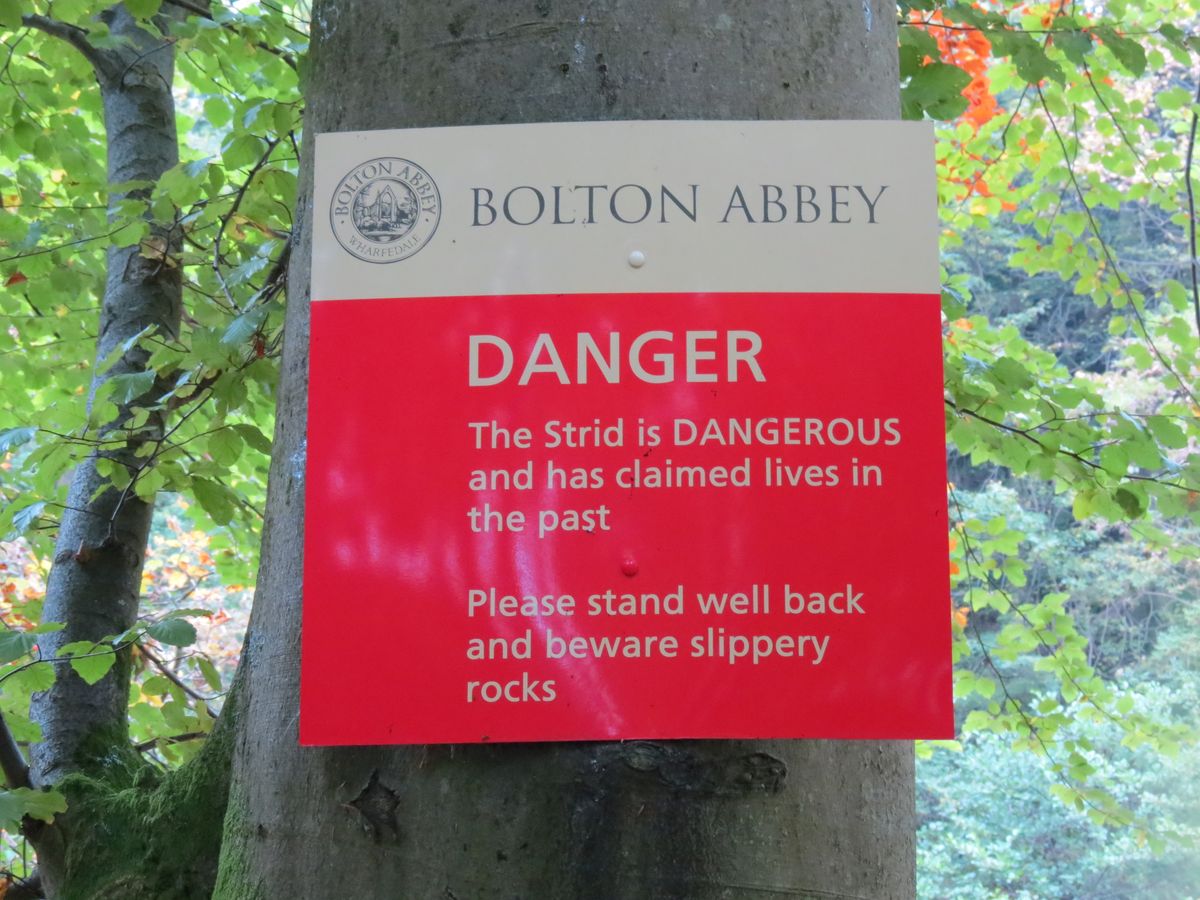 BOLTON ABBEY
WHARFEDALE
BOLTON ABBEY
DANGER
The Strid is DANGEROUS
and has claimed lives in
the past
Please stand well back
and beware slippery
rocks